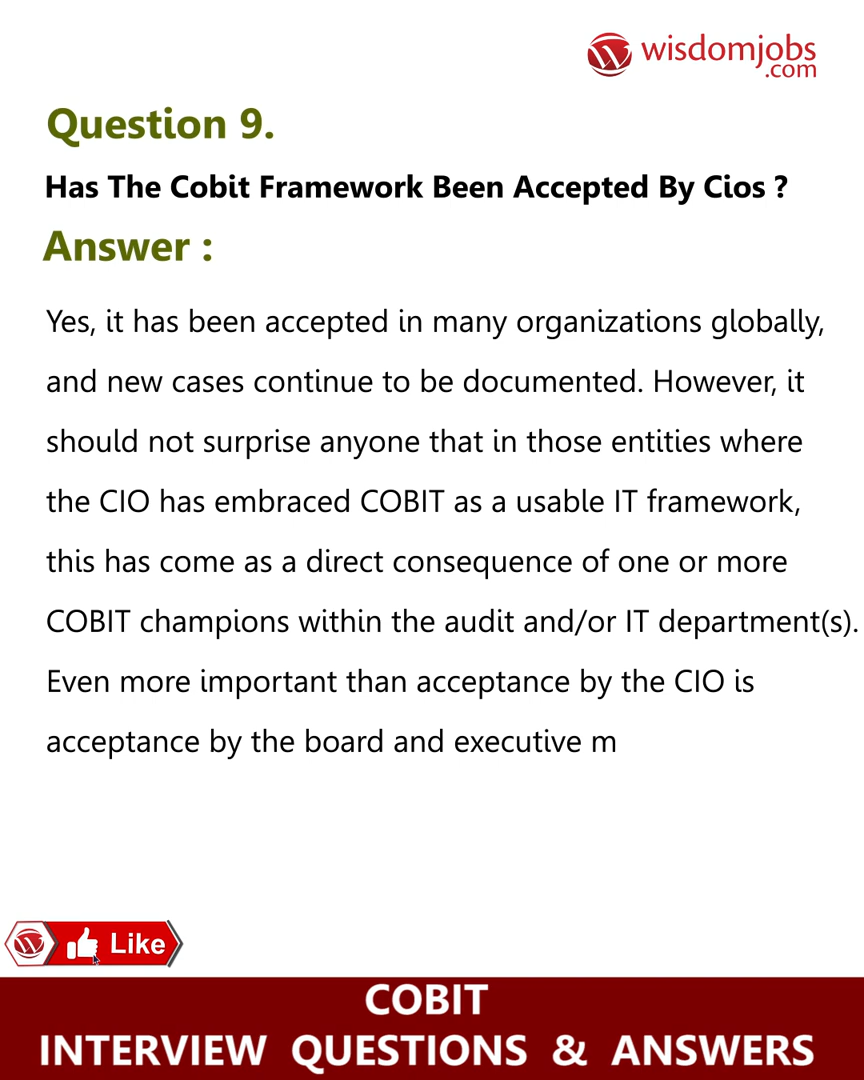 wisdomjobs
.com
Question 9.
Has The Cobit Framework Been Accepted By Cios ?
Answer :
Yes, it has been accepted in many organizations globally,
and new cases continue to be documented. However, it
should not surprise anyone that in those entities where
the CIO has embraced COBIT as a usable IT framework,
this has come as a direct consequence of one or more
COBIT champions within the audit and/or IT department(s).
Even more important than acceptance by the CIO is
acceptance by the board and executive m
Like
COBIT
INTERVIEW QUESTIONS & ANSWERS